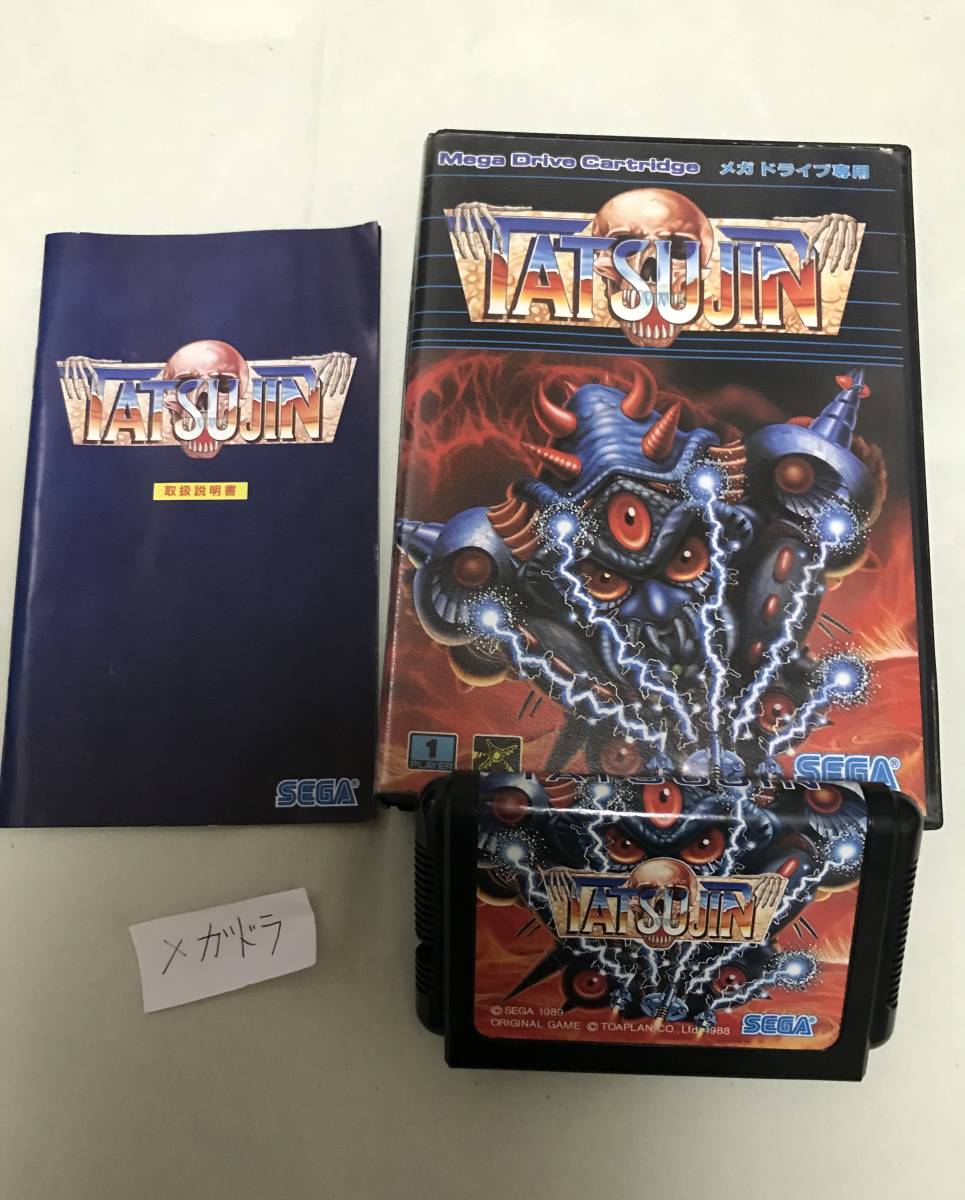 TATSUJIN
取扱説明書
SEGA®
Mega Drive Cartridge メガドライブ専用
TATSUJIN
1
PLAYER
SEGA®
TATSUJIN
TATSUJIN
© SEGA 1989
ORIGINAL GAME © TOAPLAN CO., Ltd. 1988
SEGA®
メガドラ